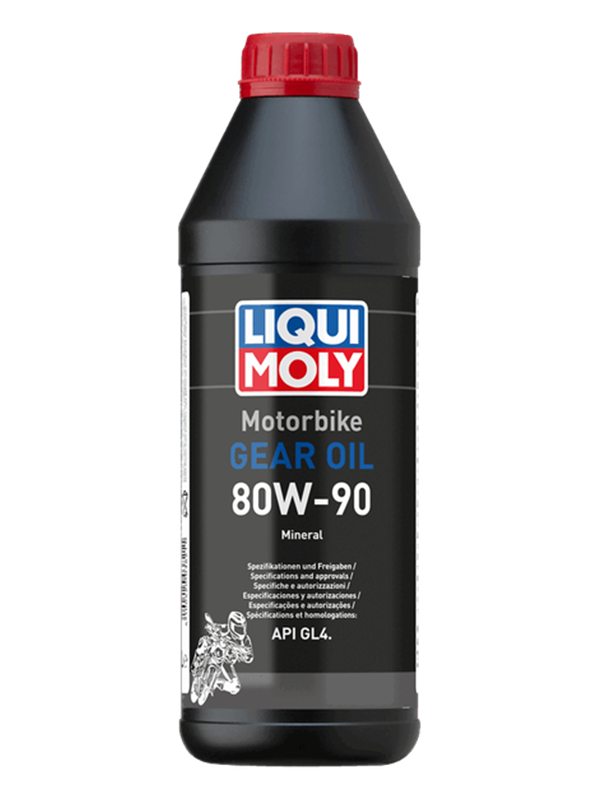 LIQUI
MOLY
Motorbike
GEAR OIL
80W-90
Mineral
Spezifikationen und Freigaben /
Specifications and approvals /
Specifiche e autorizzazioni /
Especificaciones y autorizaciones /
Especificações e autorizações /
Spécifications et homologations:
API GL4.